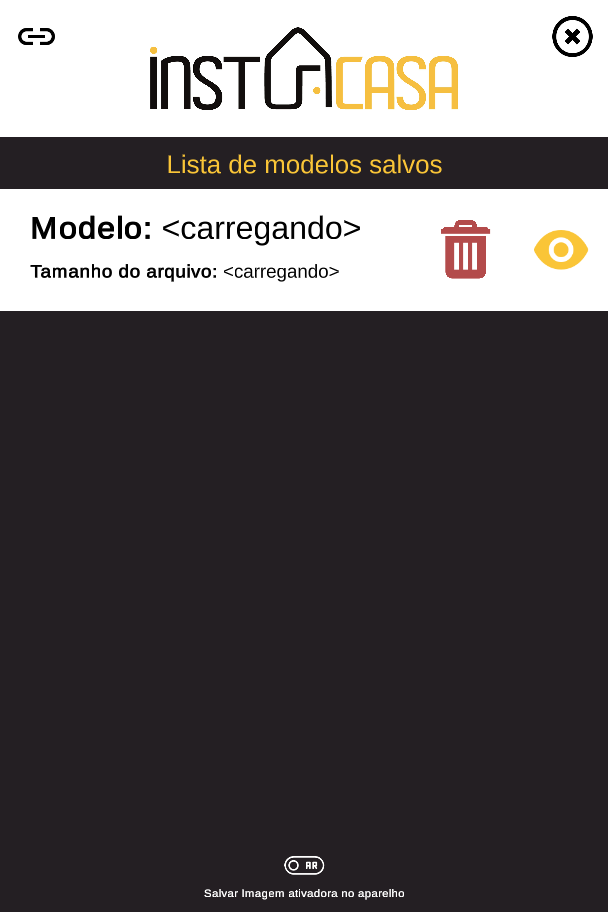 iNSTACASA
Lista de modelos salvos
Modelo: <carregando>
Tamanho do arquivo: <carregando>
AR
Salvar Imagem ativadora no aparelho